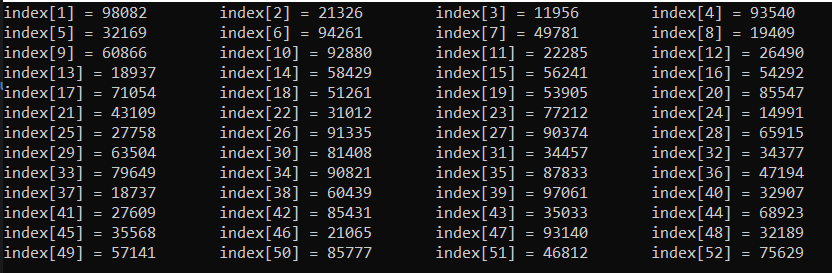 index[1] = 98082 index[2] = 21326 index[3] = 11956 index[4] = 93540
index[5] = 32169 index[6] = 94261 index[7] = 49781 index[8] = 19409
index[9] = 60866 index[10] = 92880 index[11] = 22285 index[12] = 26490
index[13] = 18937 index[14] = 58429 index[15] = 56241 index[16] = 54292
index[17] = 71054 index[18] = 51261 index[19] = 53905 index[20] = 85547
index[21] = 43109 index[22] = 31012 index[23] = 77212 index[24] = 14991
index[25] = 27758 index[26] = 91335 index[27] = 90374 index[28] = 65915
index[29] = 63504 index[30] = 81408 index[31] = 34457 index[32] = 34377
index[33] = 79649 index[34] = 90821 index[35] = 87833 index[36] = 47194
index[37] = 18737 index[38] = 60439 index[39] = 97061 index[40] = 32907
index[41] = 27609 index[42] = 85431 index[43] = 35033 index[44] = 68923
index[45] = 35568 index[46] = 21065 index[47] = 93140 index[48] = 32189
index[49] = 57141 index[50] = 85777 index[51] = 46812 index[52] = 75629